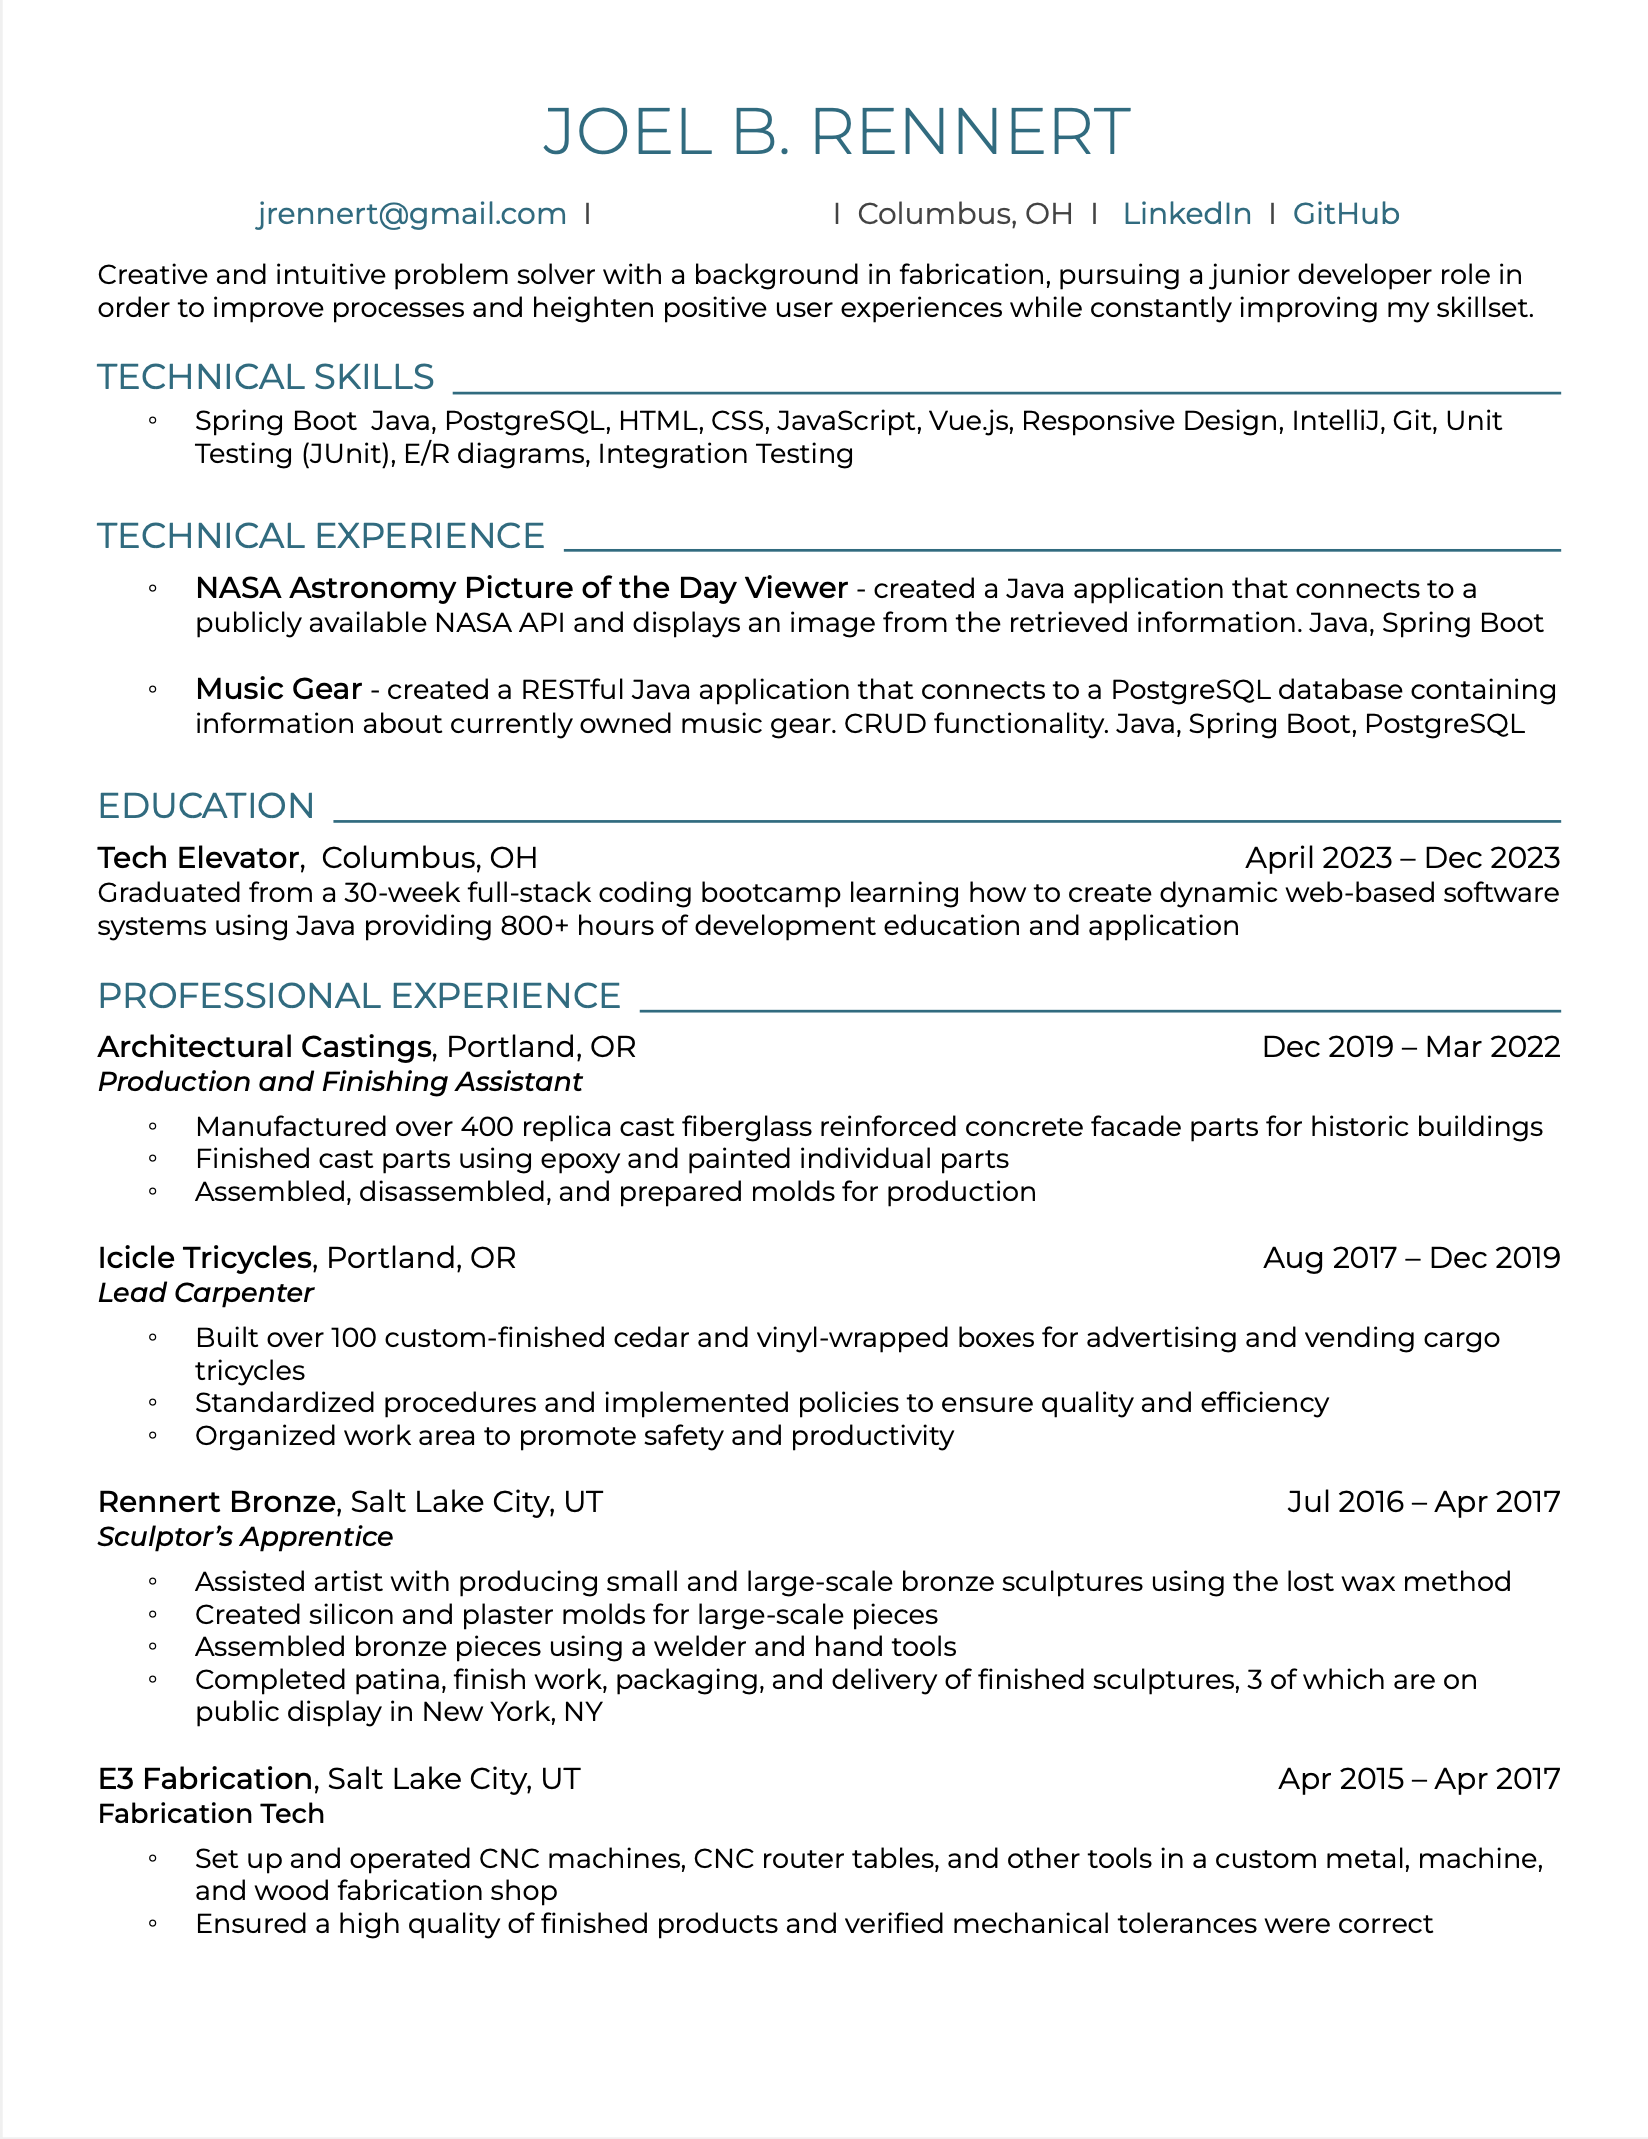 JOEL B. RENNERT
jrennert@gmail.com | | Columbus, OH | LinkedIn | GitHub
Creative and intuitive problem solver with a background in fabrication, pursuing a junior developer role in
order to improve processes and heighten positive user experiences while constantly improving my skillset.
TECHNICAL SKILLS
◦ Spring Boot  Java, PostgreSQL, HTML, CSS, JavaScript, Vue.js, Responsive Design, IntelliJ, Git, Unit
Testing (JUnit), E/R diagrams, Integration Testing
TECHNICAL EXPERIENCE
◦ NASA Astronomy Picture of the Day Viewer - created a Java application that connects to a
publicly available NASA API and displays an image from the retrieved information. Java, Spring Boot
◦ Music Gear - created a RESTful Java application that connects to a PostgreSQL database containing
information about currently owned music gear. CRUD functionality. Java, Spring Boot, PostgreSQL
EDUCATION
Tech Elevator,  Columbus, OH April 2023 – Dec 2023
Graduated from a 30-week full-stack coding bootcamp learning how to create dynamic web-based software
systems using Java providing 800+ hours of development education and application
PROFESSIONAL EXPERIENCE
Architectural Castings, Portland, OR Dec 2019 – Mar 2022
Production and Finishing Assistant
◦ Manufactured over 400 replica cast fiberglass reinforced concrete facade parts for historic buildings
◦ Finished cast parts using epoxy and painted individual parts
◦ Assembled, disassembled, and prepared molds for production
Icicle Tricycles, Portland, OR Aug 2017 – Dec 2019
Lead Carpenter
◦ Built over 100 custom-finished cedar and vinyl-wrapped boxes for advertising and vending cargo
tricycles
◦ Standardized procedures and implemented policies to ensure quality and efficiency
◦ Organized work area to promote safety and productivity
Rennert Bronze, Salt Lake City, UT Jul 2016 – Apr 2017
Sculptor’s Apprentice
◦ Assisted artist with producing small and large-scale bronze sculptures using the lost wax method
◦ Created silicon and plaster molds for large-scale pieces
◦ Assembled bronze pieces using a welder and hand tools
◦ Completed patina, finish work, packaging, and delivery of finished sculptures, 3 of which are on
public display in New York, NY
E3 Fabrication, Salt Lake City, UT Apr 2015 – Apr 2017
Fabrication Tech
◦ Set up and operated CNC machines, CNC router tables, and other tools in a custom metal, machine,
and wood fabrication shop
◦ Ensured a high quality of finished products and verified mechanical tolerances were correct